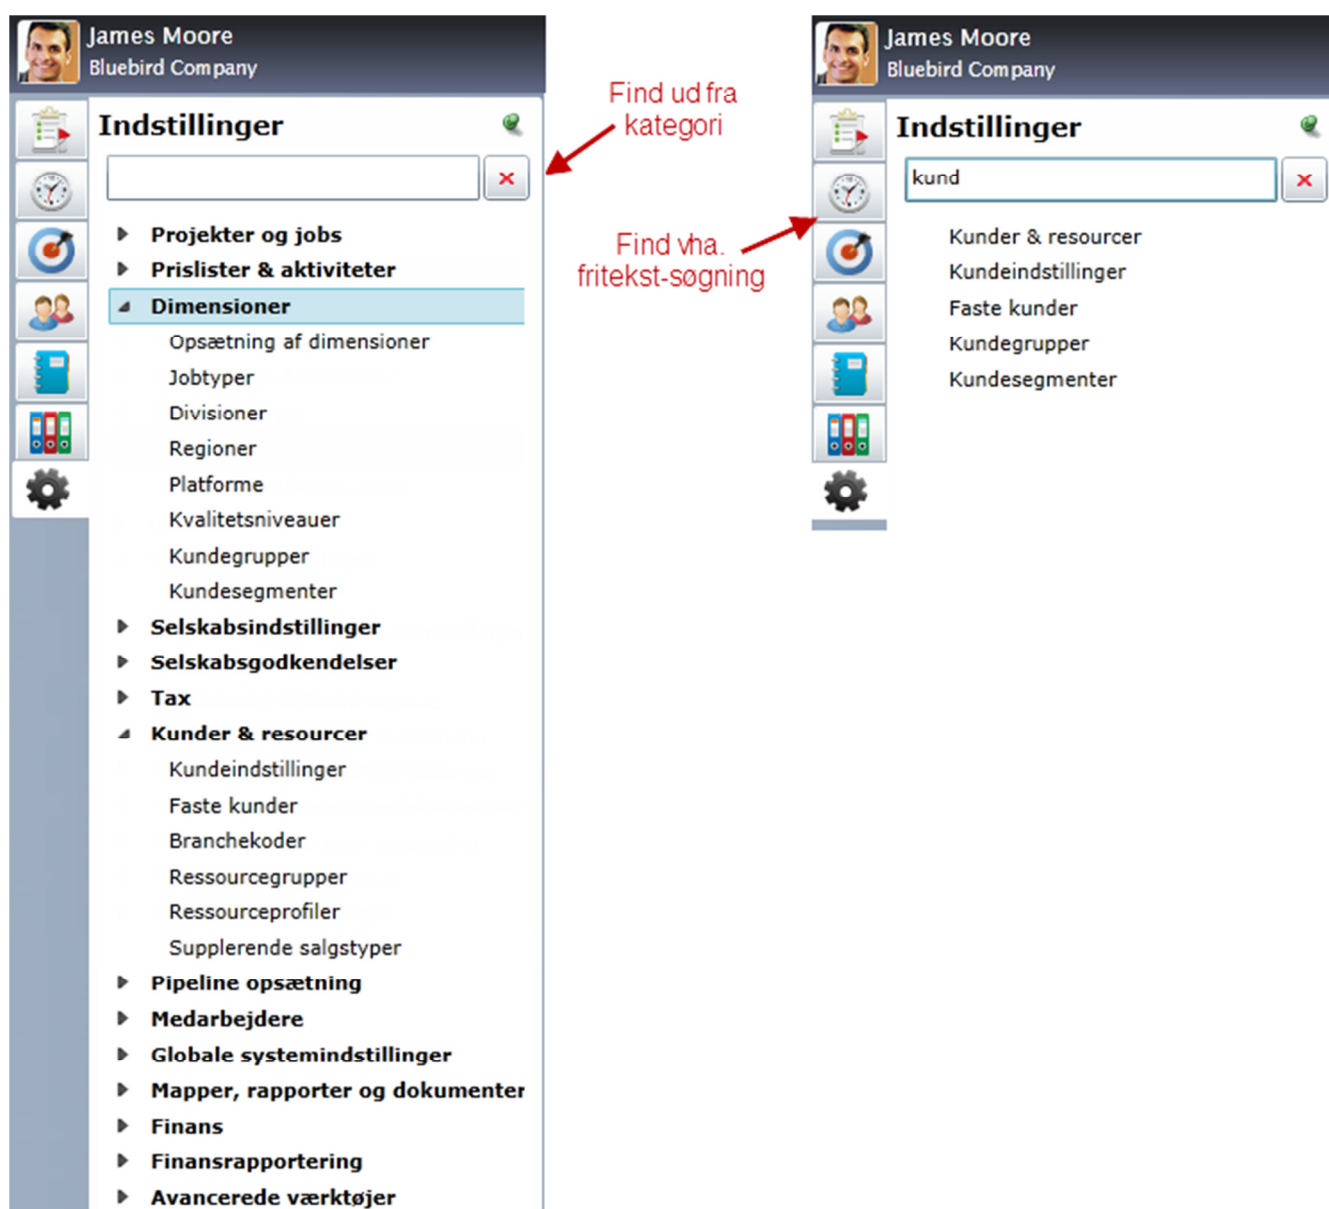 James Moore
Bluebird Company
Indstillinger
Projekter og jobs
Prislister & aktiviteter
Dimensioner
Opsætning af dimensioner
Jobtyper
Divisioner
Regioner
Platforme
Kvalitetsniveauer
Kundegrupper
Kundesegmenter
Selskabsindstillinger
Selskabsgodkendelser
Tax
Kunder & resourcer
Kundeindstillinger
Faste kunder
Branchekoder
Ressourcegrupper
Ressourceprofiler
Supplerende salgstyper
Pipeline opsætning
Medarbejdere
Globale systemindstillinger
Mapper, rapporter og dokumenter
Finans
Finansrapportering
Avancerede værktøjer
Find ud fra
kategori
Find vha.
fritekst-søgning
James Moore
Bluebird Company
Indstillinger
kund
Kunder & resourcer
Kundeindstillinger
Faste kunder
Kundegrupper
Kundesegmenter